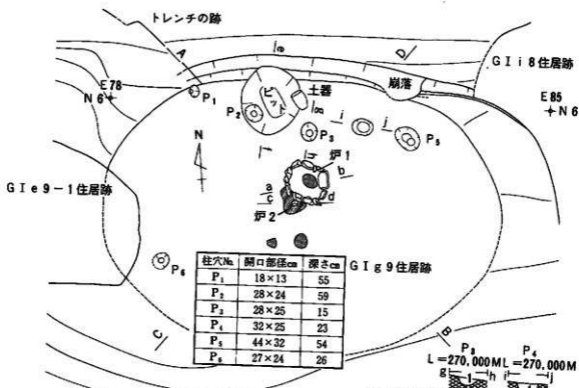 トレンチの跡
A
e
D
GIi8住居跡
崩落
E78
N6
P₁
ピット
土器
P₂
E85
N6
P₃
i
j
P₅
N
f
h
炉1
a
b
c
d
炉2
GIe9-1住居跡
P₆
GIg9住居跡
柱穴No. 開口部径cm 深さcm
P₁ 18×13 55
P₂ 28×24 59
P₃ 28×25 15
P₄ 32×25 23
P₅ 44×32 54
P₆ 27×24 26
C
B
P₃ P₄
L=270,000M L=270,000M
g 1 h i j